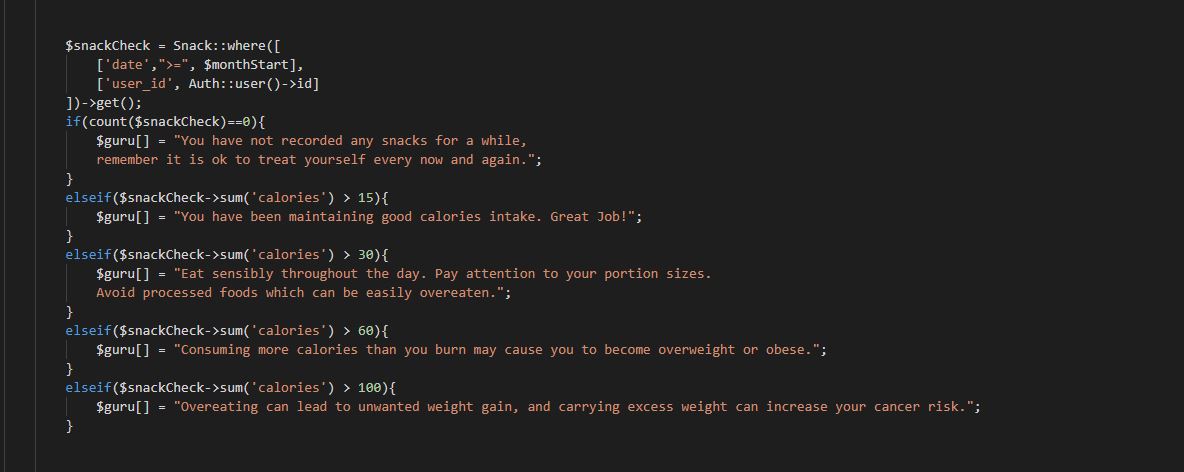 $snackCheck = Snack::where([
    ['date',">=", $monthStart],
    ['user_id', Auth::user()->id]
])->get();
if(count($snackCheck)==0){
    $guru[] = "You have not recorded any snacks for a while,
    remember it is ok to treat yourself every now and again.";
}
elseif($snackCheck->sum('calories') > 15){
    $guru[] = "You have been maintaining good calories intake. Great Job!";
}
elseif($snackCheck->sum('calories') > 30){
    $guru[] = "Eat sensibly throughout the day. Pay attention to your portion sizes.
    Avoid processed foods which can be easily overeaten.";
}
elseif($snackCheck->sum('calories') > 60){
    $guru[] = "Consuming more calories than you burn may cause you to become overweight or obese.";
}
elseif($snackCheck->sum('calories') > 100){
    $guru[] = "Overeating can lead to unwanted weight gain, and carrying excess weight can increase your cancer risk.";
}